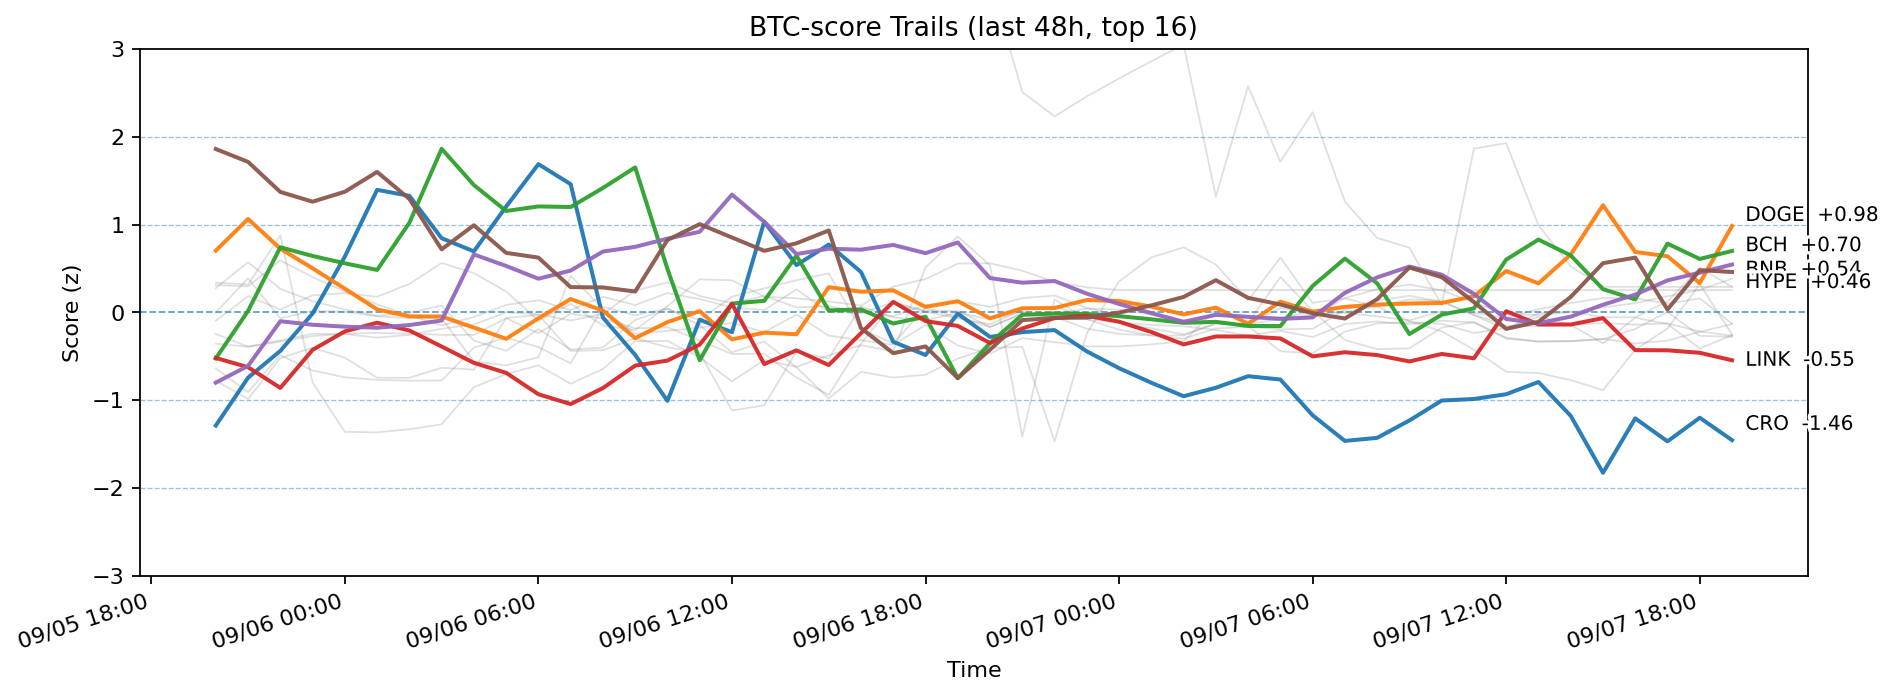 BTC-score Trails (last 48h, top 16)
Score (z)
3
2
1
0
−1
−2
−3
DOGE +0.98
BCH +0.70
BNB +0.54
HYPE +0.46
LINK -0.55
CRO -1.46
09/05 18:00
09/06 00:00
09/06 06:00
09/06 12:00
09/06 18:00
09/07 00:00
09/07 06:00
09/07 12:00
09/07 18:00
Time